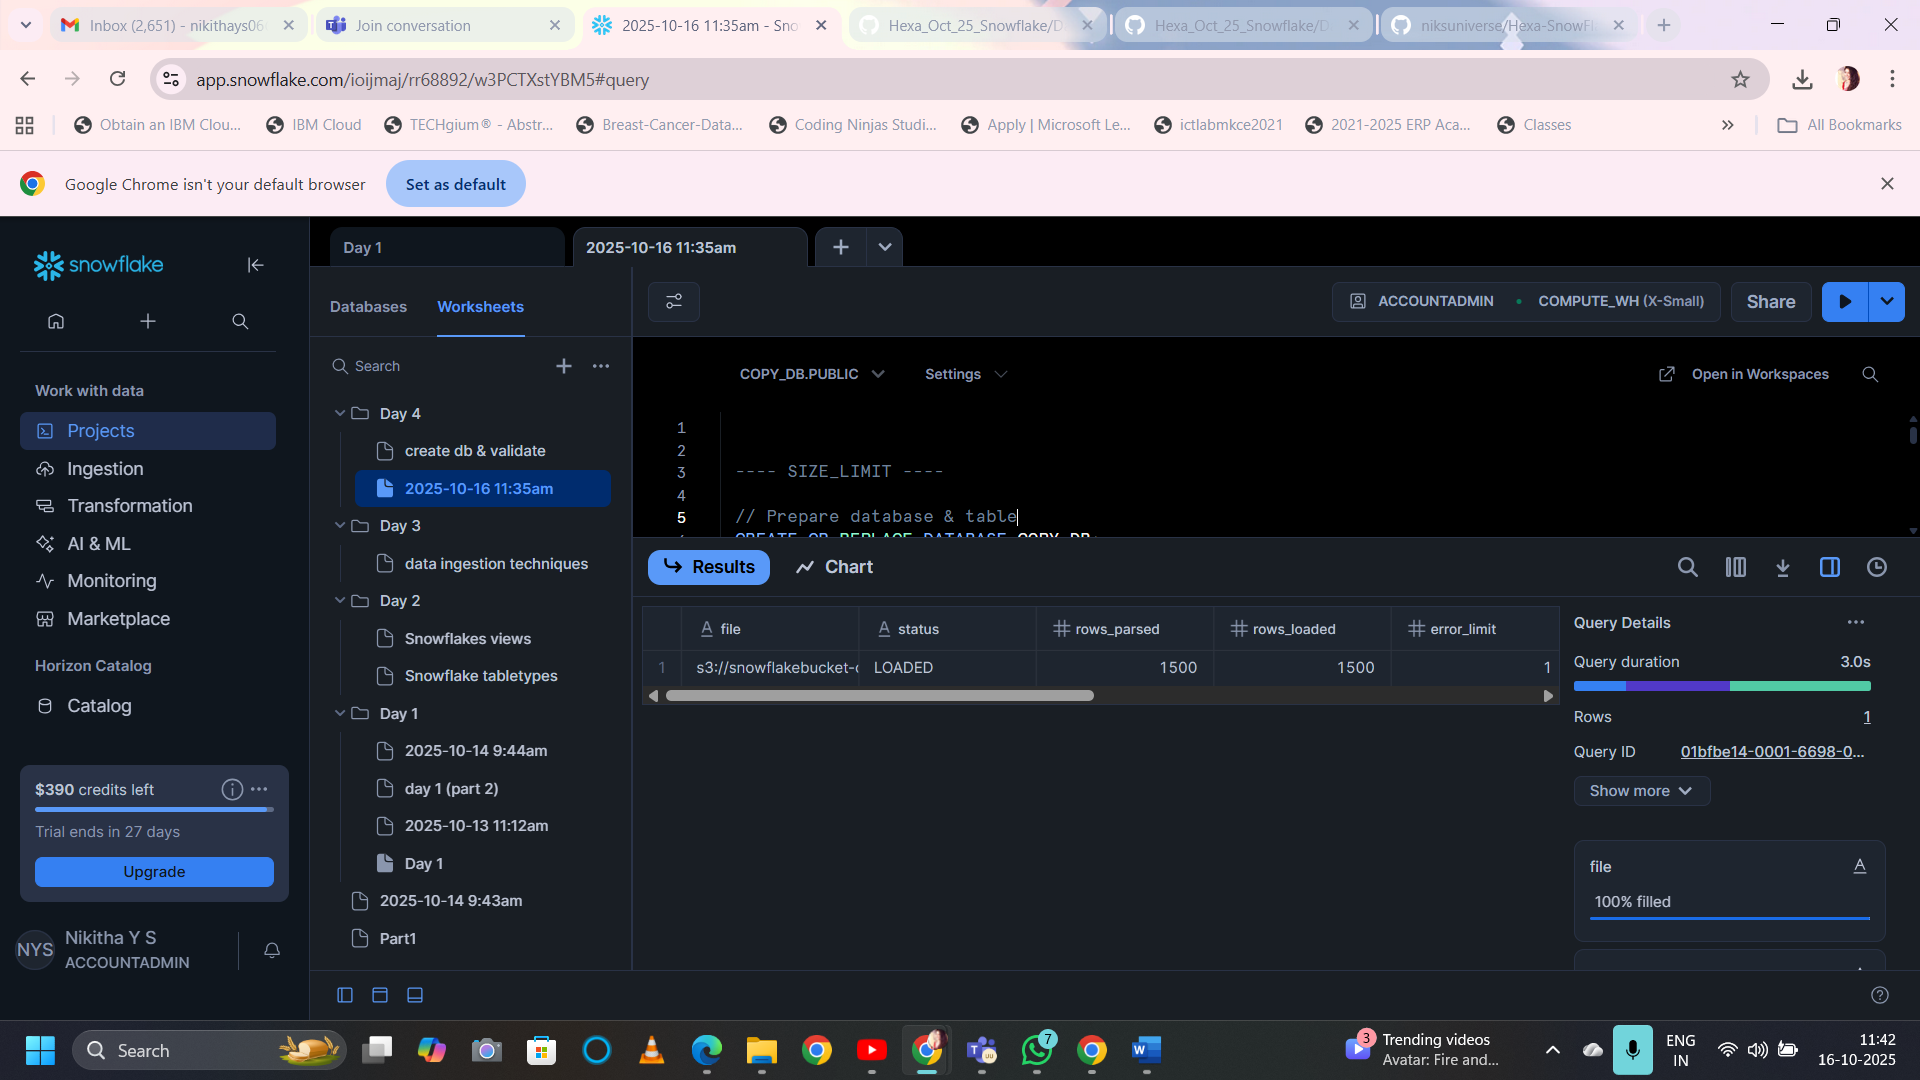 Inbox (2,651) - nikithays06
Join conversation
2025-10-16 11:35am - Sno
Hexa_Oct_25_Snowflake/D
Hexa_Oct_25_Snowflake/D
niksuniverse/Hexa-SnowFl
app.snowflake.com/ioijmaj/rr68892/w3PCTXstYBM5#query
Obtain an IBM Clou...
IBM Cloud
TECHgium® - Abstr...
Breast-Cancer-Data...
Coding Ninjas Studi...
Apply | Microsoft Le...
ictlabmkce2021
2021-2025 ERP Aca...
Classes
All Bookmarks
Google Chrome isn't your default browser
Set as default
snowflake
Day 1
2025-10-16 11:35am
Work with data
Projects
Ingestion
Transformation
AI & ML
Monitoring
Marketplace
Horizon Catalog
Catalog
$390 credits left
Trial ends in 27 days
Upgrade
NYS
Nikitha Y S
ACCOUNTADMIN
Databases
Worksheets
Search
Day 4
create db & validate
2025-10-16 11:35am
Day 3
data ingestion techniques
Day 2
Snowflakes views
Snowflake tabletypes
Day 1
2025-10-14 9:44am
day 1 (part 2)
2025-10-13 11:12am
Day 1
2025-10-14 9:43am
Part1
ACCOUNTADMIN
COMPUTE_WH (X-Small)
Share
COPY_DB.PUBLIC
Settings
Open in Workspaces
1
2
3 ---- SIZE_LIMIT ----
4
5 // Prepare database & table
CREATE OR REPLACE DATABASE COPY_DB;
Results
Chart
file status rows_parsed rows_loaded error_limit
1 s3://snowflakebucket- LOADED 1500 1500 1
Query Details
Query duration 3.0s
Rows 1
Query ID 01bfbe14-0001-6698-0...
Show more
file
100% filled
Search
7
3
Trending videos
Avatar: Fire and...
ENG
IN
11:42
16-10-2025